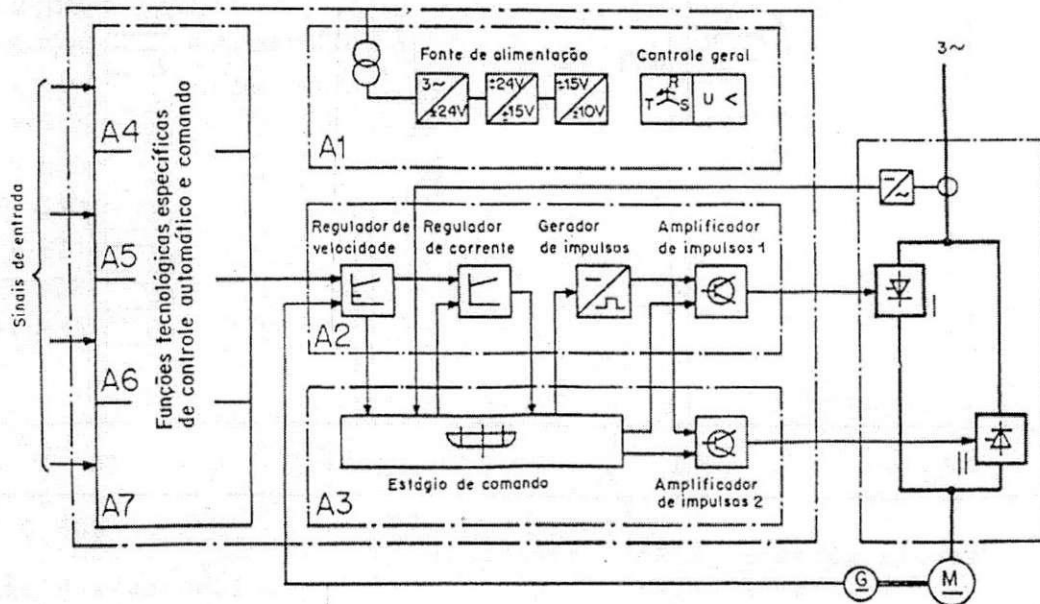 3~
Fonte de alimentação
Controle geral
3~
±24V
±24V
±15V
±15V
±10V
R
T
S
U <
A1
Sinais de entrada
A4
A5
A6
A7
Funções tecnológicas específicas
de controle automático e comando
Regulador de
velocidade
Regulador
de corrente
Gerador
de impulsos
Amplificador
de impulsos 1
A2
I
Estágio de comando
Amplificador
de impulsos 2
A3
II
G
M